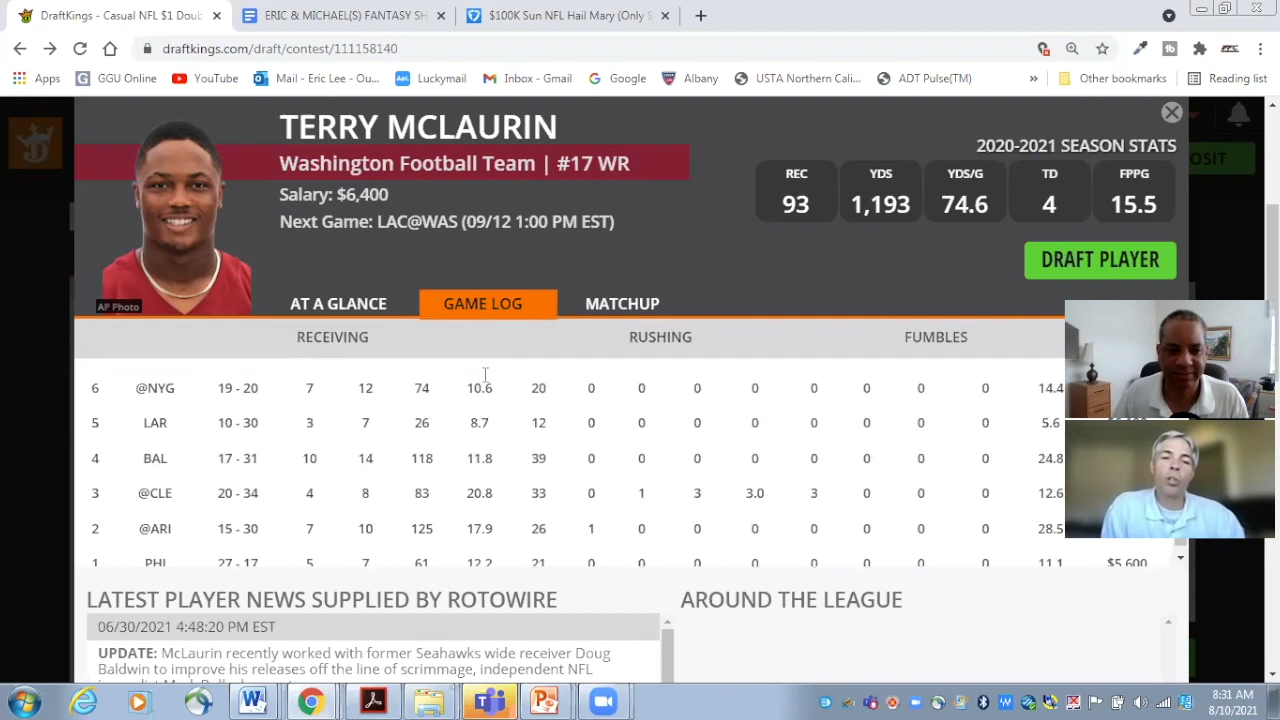 DraftKings - Casual NFL $1 Doub
ERIC & MICHAEL(S) FANTASY SH
$100K Sun NFL Hail Mary (Only $
draftkings.com/draft/contest/111158140
Apps GGU Online YouTube Mail - Eric Lee - Ou... Luckymail Inbox - Gmail Google Albany USTA Northern Cali... ADT Pulse(TM) » Other bookmarks Reading list
TERRY MCLAURIN
Washington Football Team | #17 WR
Salary: $6,400
Next Game: LAC@WAS (09/12 1:00 PM EST)
AP Photo
2020-2021 SEASON STATS
REC YDS YDS/G TD FPPG
93 1,193 74.6 4 15.5
DRAFT PLAYER
OSIT
AT A GLANCE GAME LOG MATCHUP
RECEIVING RUSHING FUMBLES
6 @NYG 19 - 20 7 12 74 10.6 20 0 0 0 0 0 0 0 0 14.4
5 LAR 10 - 30 3 7 26 8.7 12 0 0 0 0 0 0 0 0 5.6
4 BAL 17 - 31 10 14 118 11.8 39 0 0 0 0 0 0 0 0 24.8
3 @CLE 20 - 34 4 8 83 20.8 33 0 1 3 3.0 3 0 0 0 12.6
2 @ARI 15 - 30 7 10 125 17.9 26 1 0 0 0 0 0 0 0 28.5
1 PHI 27 - 17 5 7 61 12.2 21 0 0 0 0 0 0 0 0 11.1 $5,600
LATEST PLAYER NEWS SUPPLIED BY ROTOWIRE
AROUND THE LEAGUE
06/30/2021 4:48:20 PM EST
UPDATE: McLaurin recently worked with former Seahawks wide receiver Doug
Baldwin to improve his releases off the line of scrimmage, independent NFL
8:31 AM
8/10/2021